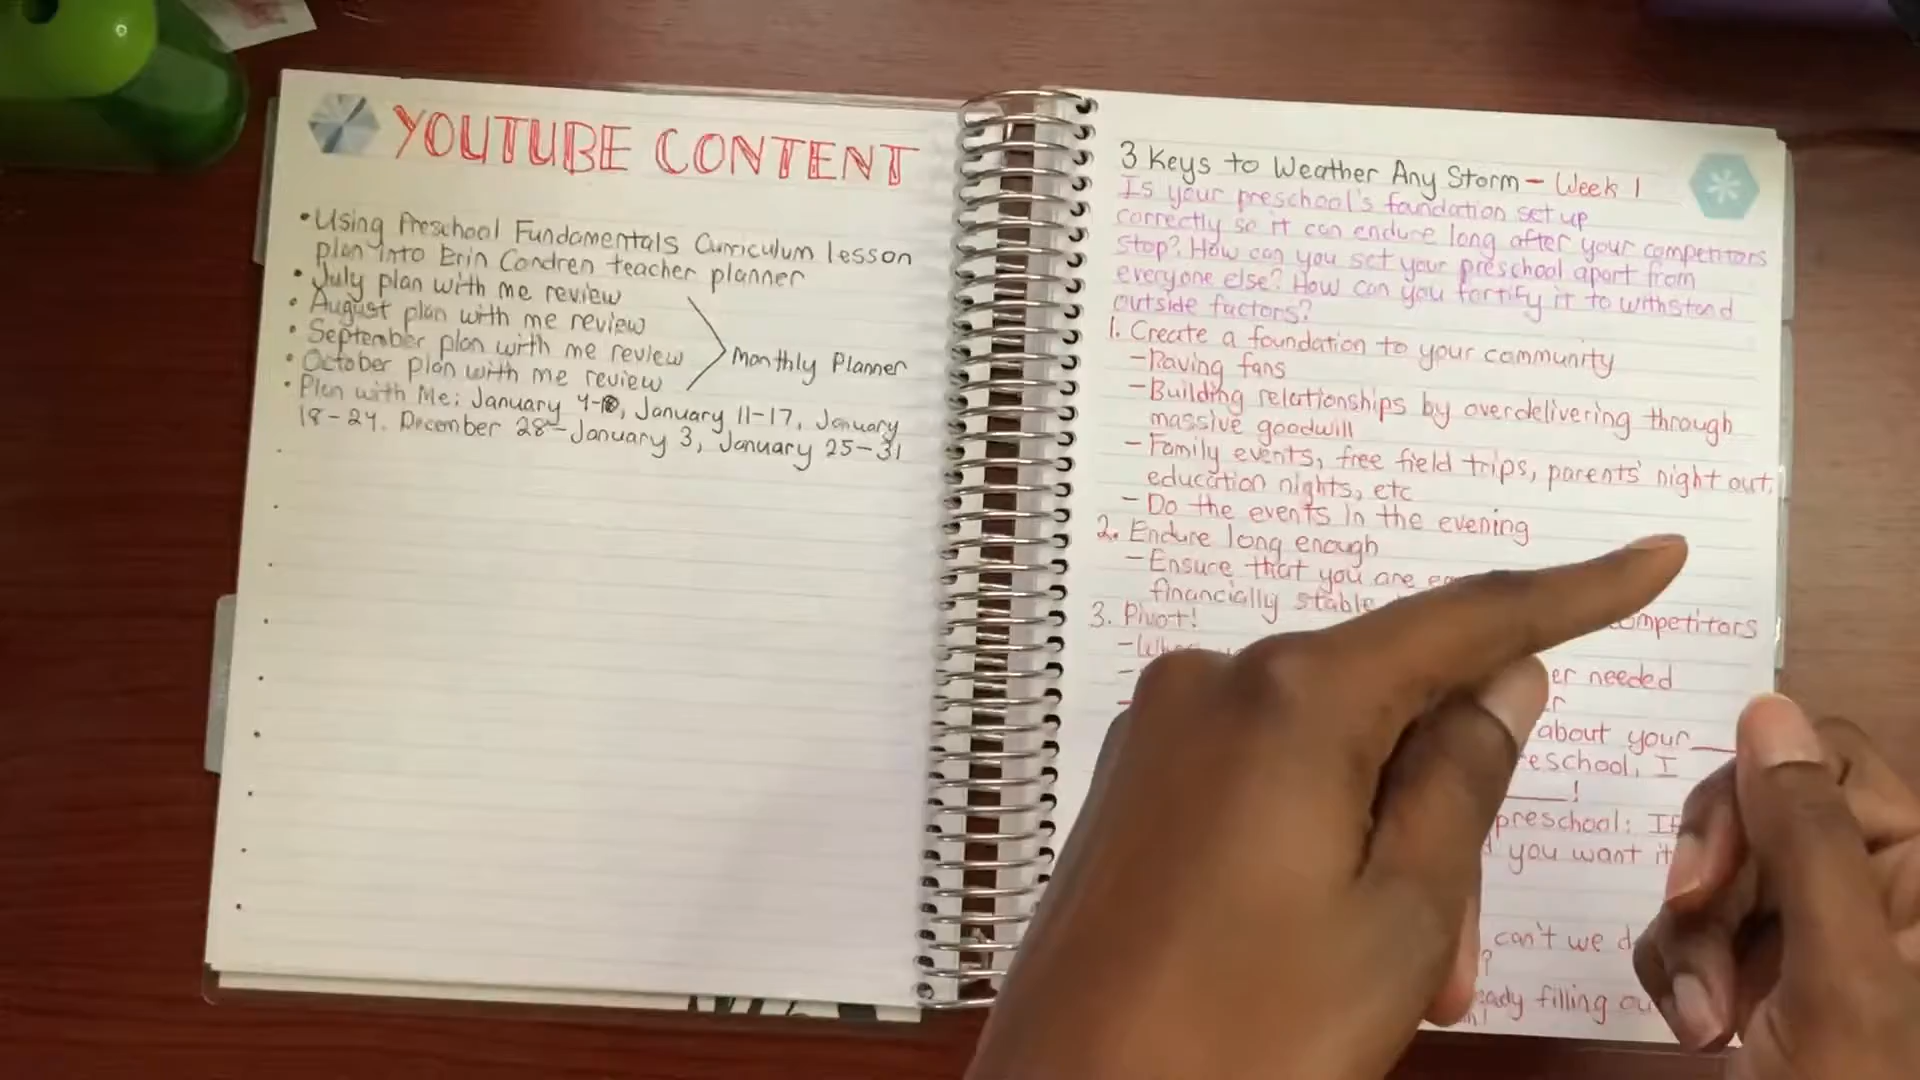 YOUTUBE CONTENT
•Using Preschool Fundamentals Curriculum lesson
plan into Erin Condren teacher planner
• July plan with me review
• August plan with me review
• September plan with me review
• October plan with me review
Monthly Planner
• Plan with Me: January 4-10, January 11-17, January
18-24. December 28-January 3, January 25-31
3 Keys to Weather Any Storm - Week 1
Is your preschool's foundation set up
correctly so it can endure long after your competitors
stop? How can you set your preschool apart from
everyone else? How can you fortify it to withstand
outside factors?
1. Create a foundation to your community
-Raving fans
-Building relationships by overdelivering through
massive goodwill
-Family events, free field trips, parents' night out,
education nights, etc
- Do the events in the evening
2. Endure long enough
-Ensure that you are
financially stable competitors
3. Pivot!
needed
about your___
I
____!
preschool: If
you want it
can't we
?
filling